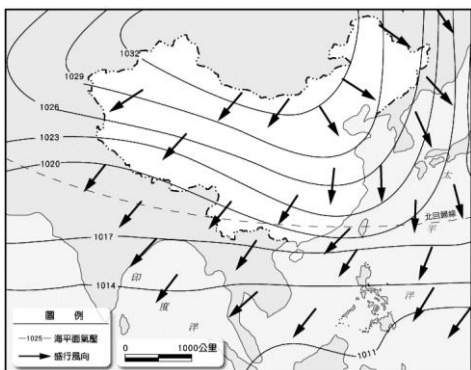 1032
1029
1026
1023
1020
太
北回歸線
平
1017
印
1014
度
洋
洋
1011
圖 例
1025 海平面氣壓
盛行風向
0 1000公里